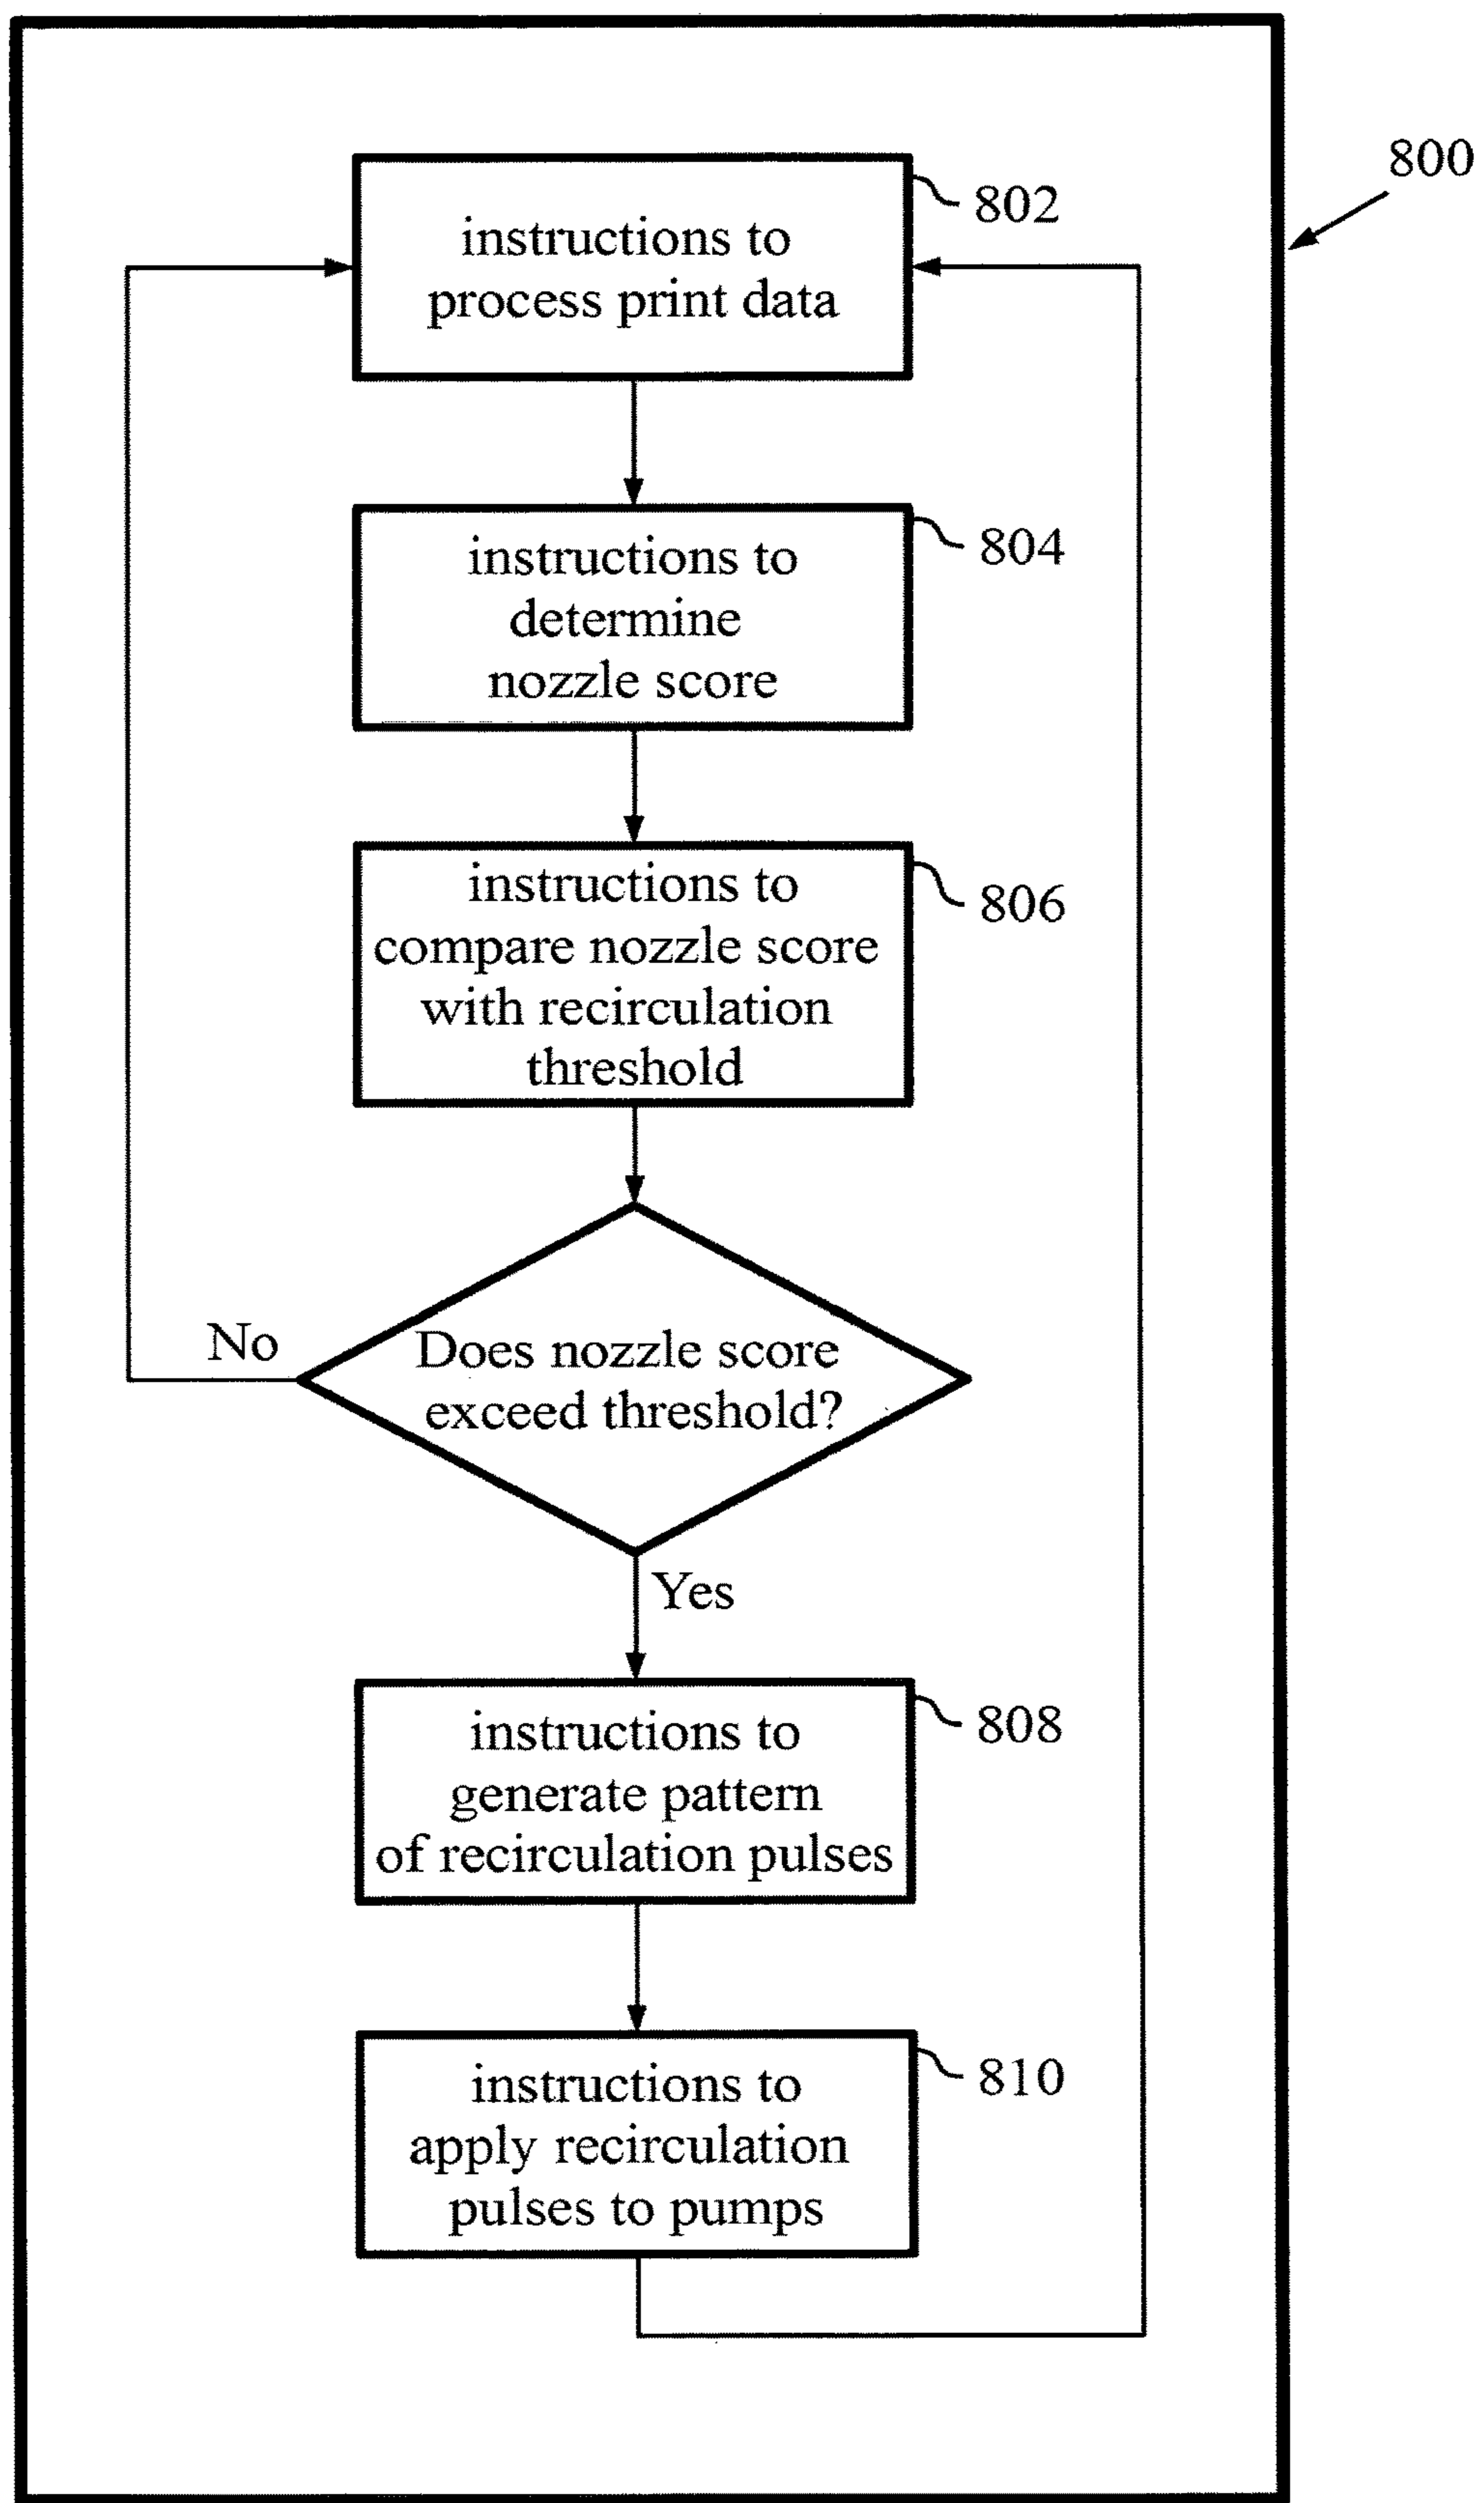 800
802
instructions to
process print data
804
instructions to
determine
nozzle score
806
instructions to
compare nozzle score
with recirculation
threshold
Does nozzle score
exceed threshold?
No
Yes
808
instructions to
generate pattern
of recirculation pulses
810
instructions to
apply recirculation
pulses to pumps